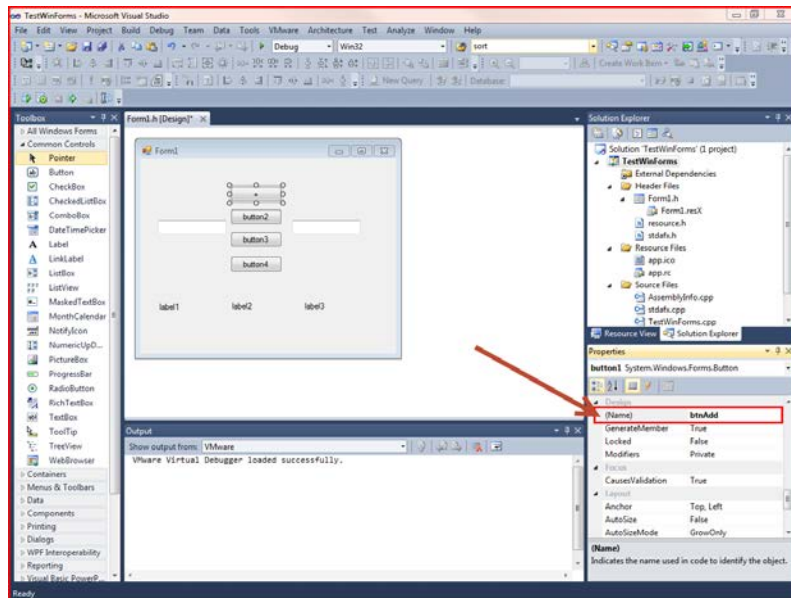 TestWinForms - Microsoft Visual Studio
File Edit View Project Build Debug Team Data Tools VMware Architecture Test Analyze Window Help
Debug Win32 sort
Create Work Item
New Query Database:
Toolbox
All Windows Forms
Common Controls
Pointer
Button
CheckBox
CheckedListBox
ComboBox
DateTimePicker
Label
LinkLabel
ListBox
ListView
MaskedTextBox
MonthCalendar
NotifyIcon
NumericUpD...
PictureBox
ProgressBar
RadioButton
RichTextBox
TextBox
ToolTip
TreeView
WebBrowser
Containers
Menus & Toolbars
Data
Components
Printing
Dialogs
WPF Interoperability
Reporting
Visual Basic PowerP...
Form1.h [Design]*
Form1
button2
button3
button4
label1 label2 label3
Output
Show output from: VMware
VMware Virtual Debugger loaded successfully.
Solution Explorer
Solution 'TestWinForms' (1 project)
TestWinForms
External Dependencies
Header Files
Form1.h
Form1.resX
resource.h
stdafx.h
Resource Files
app.ico
app.rc
Source Files
AssemblyInfo.cpp
stdafx.cpp
TestWinForms.cpp
Resource View Solution Explorer
Properties
button1 System.Windows.Forms.Button
Design
(Name) btnAdd
GenerateMember True
Locked False
Modifiers Private
Focus
CausesValidation True
Layout
Anchor Top, Left
AutoSize False
AutoSizeMode GrowOnly
(Name)
Indicates the name used in code to identify the object.
Ready